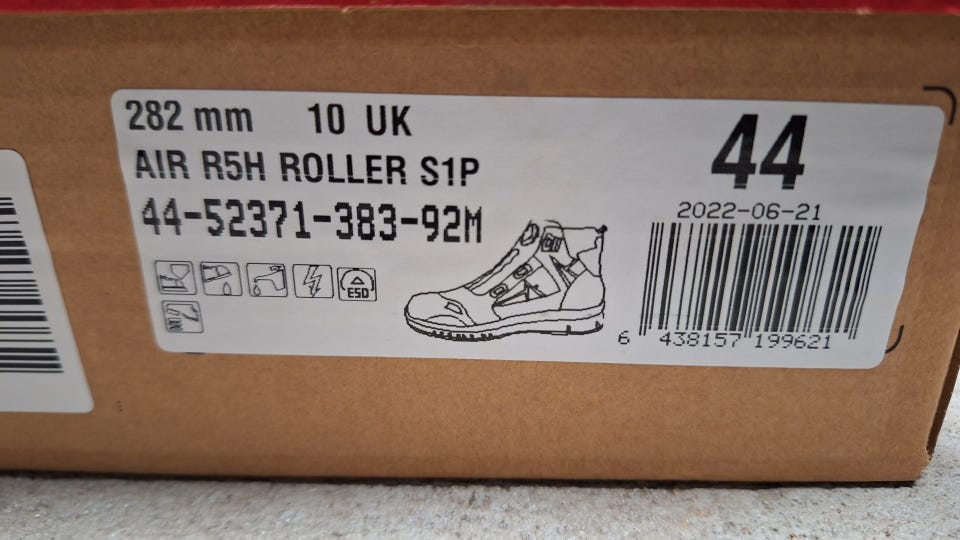 282 mm 10 UK
AIR R5H ROLLER S1P
44-52371-383-92M
ESD
44
2022-06-21
6 438157 199621